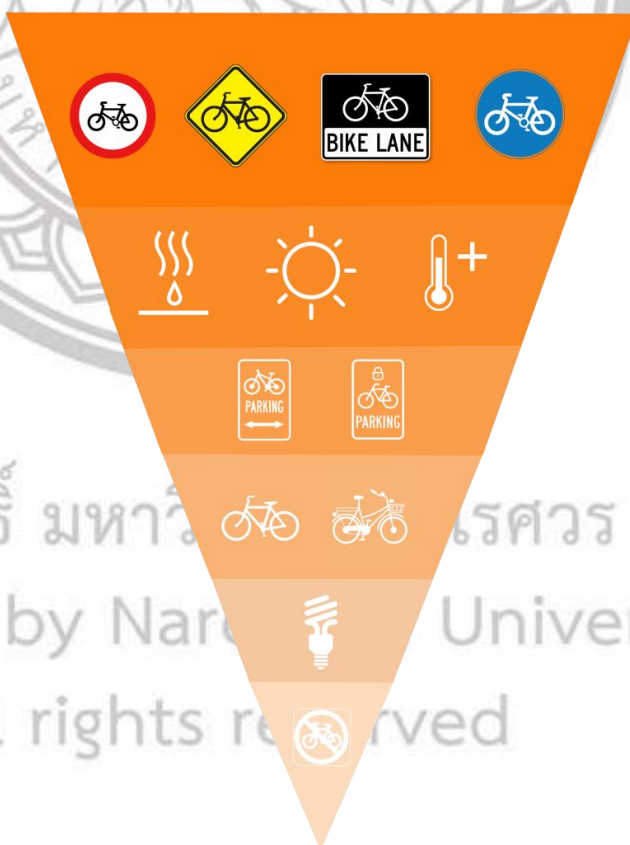 BIKE LANE
PARKING
PARKING
มหาวิ
เรศวร
by Nar Univer
rights re rved